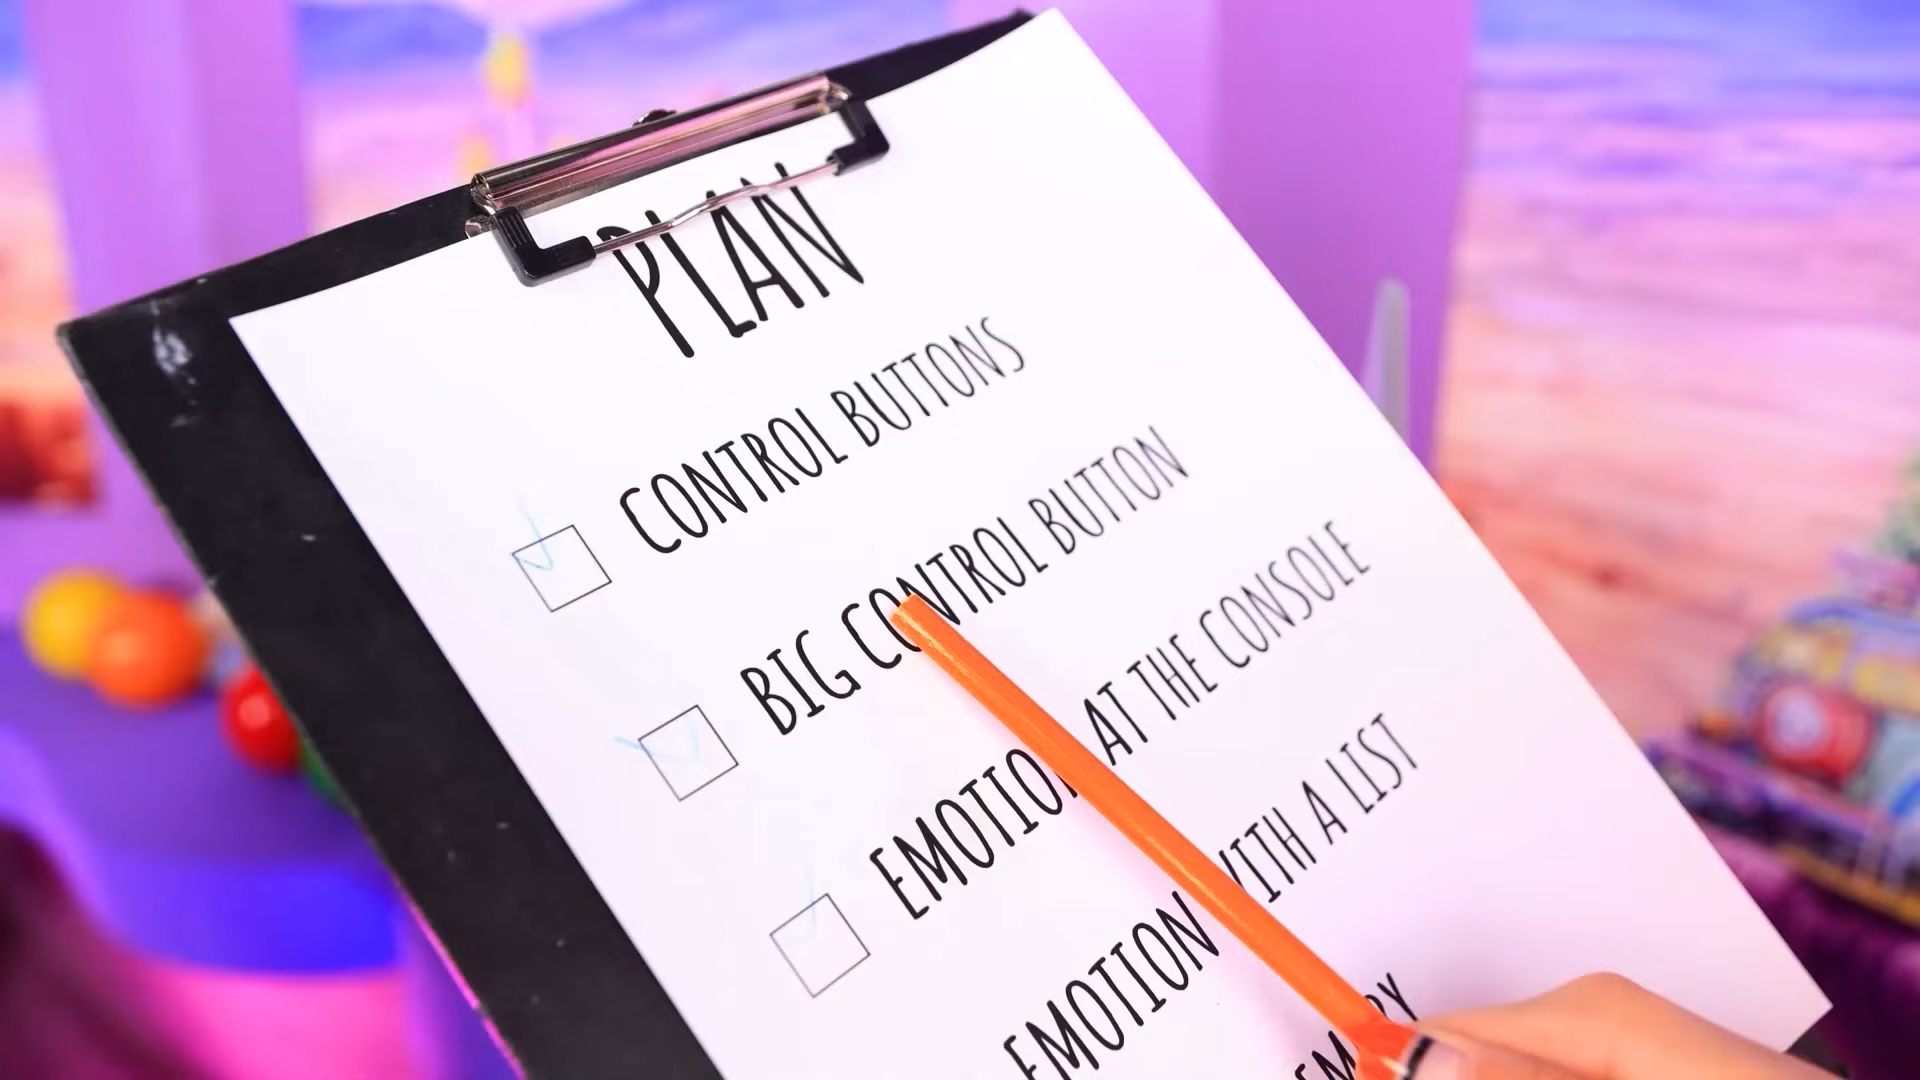 PLAN
CONTROL BUTTONS
BIG CONTROL BUTTON
EMOTION AT THE CONSOLE
EMOTION WITH A LIST